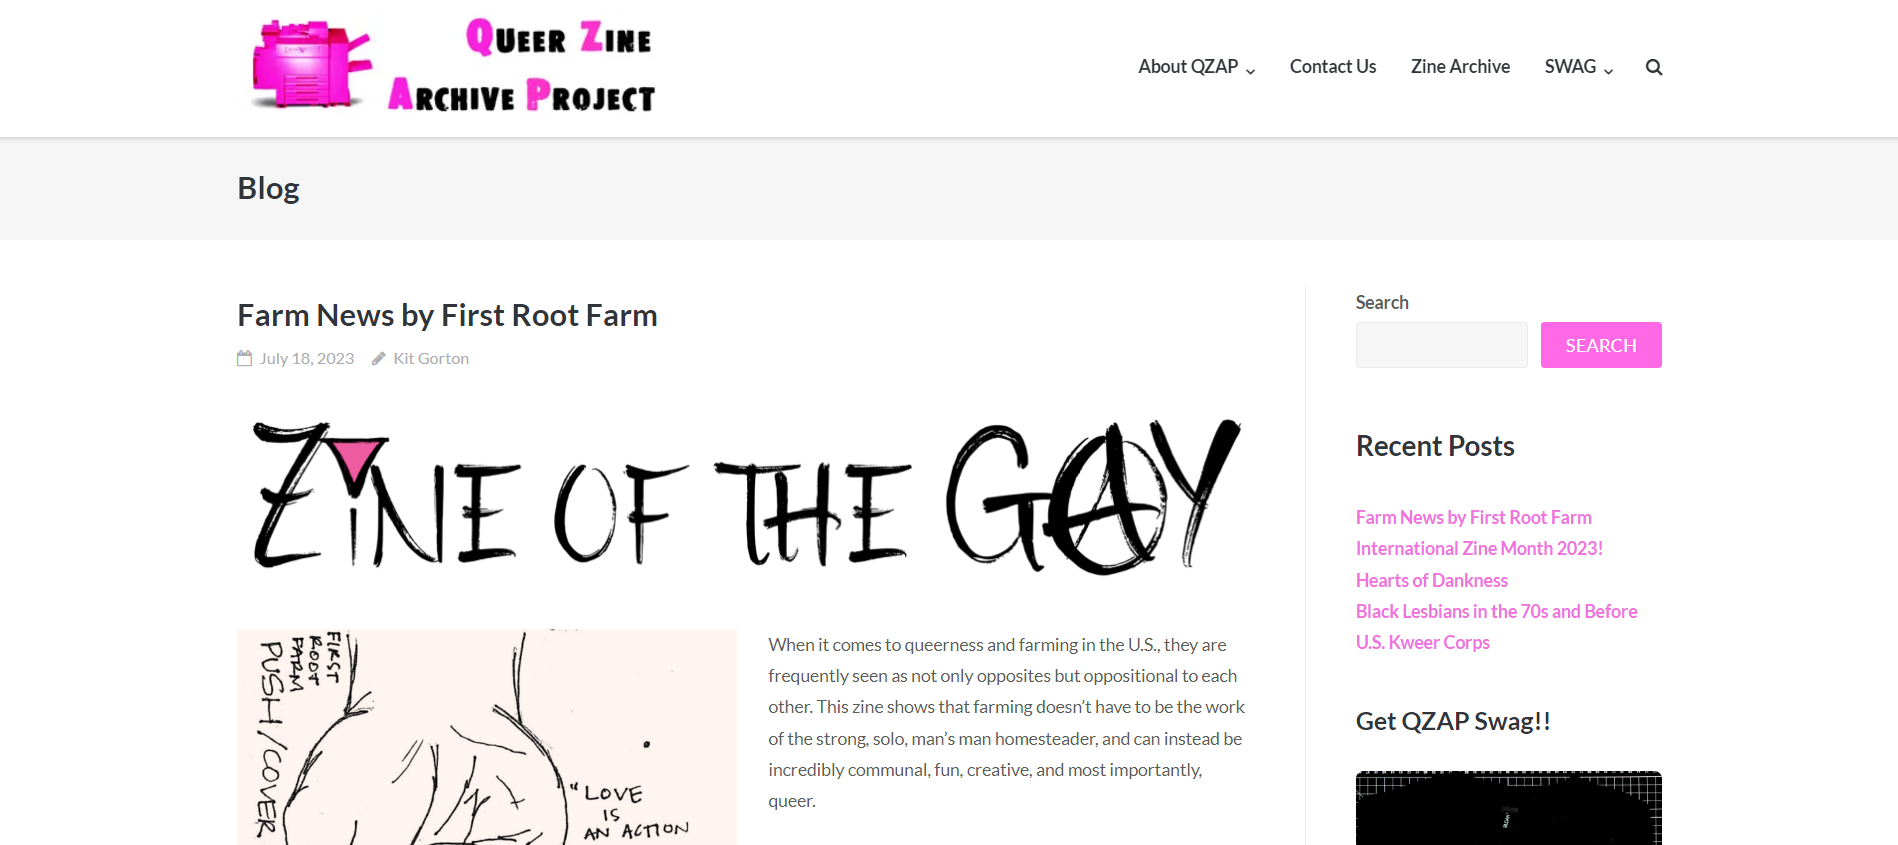 QUEER ZINE
ARCHIVE PROJECT
About QZAP
Contact Us
Zine Archive
SWAG
Blog
Farm News by First Root Farm
July 18, 2023
Kit Gorton
ZINE OF THE GAY
FIRST
ROOT
FARM
PUSH/COVER
"LOVE
IS
AN ACTION
When it comes to queerness and farming in the U.S., they are
frequently seen as not only opposites but oppositional to each
other. This zine shows that farming doesn’t have to be the work
of the strong, solo, man’s man homesteader, and can instead be
incredibly communal, fun, creative, and most importantly,
queer.
Search
SEARCH
Recent Posts
Farm News by First Root Farm
International Zine Month 2023!
Hearts of Dankness
Black Lesbians in the 70s and Before
U.S. Kweer Corps
Get QZAP Swag!!